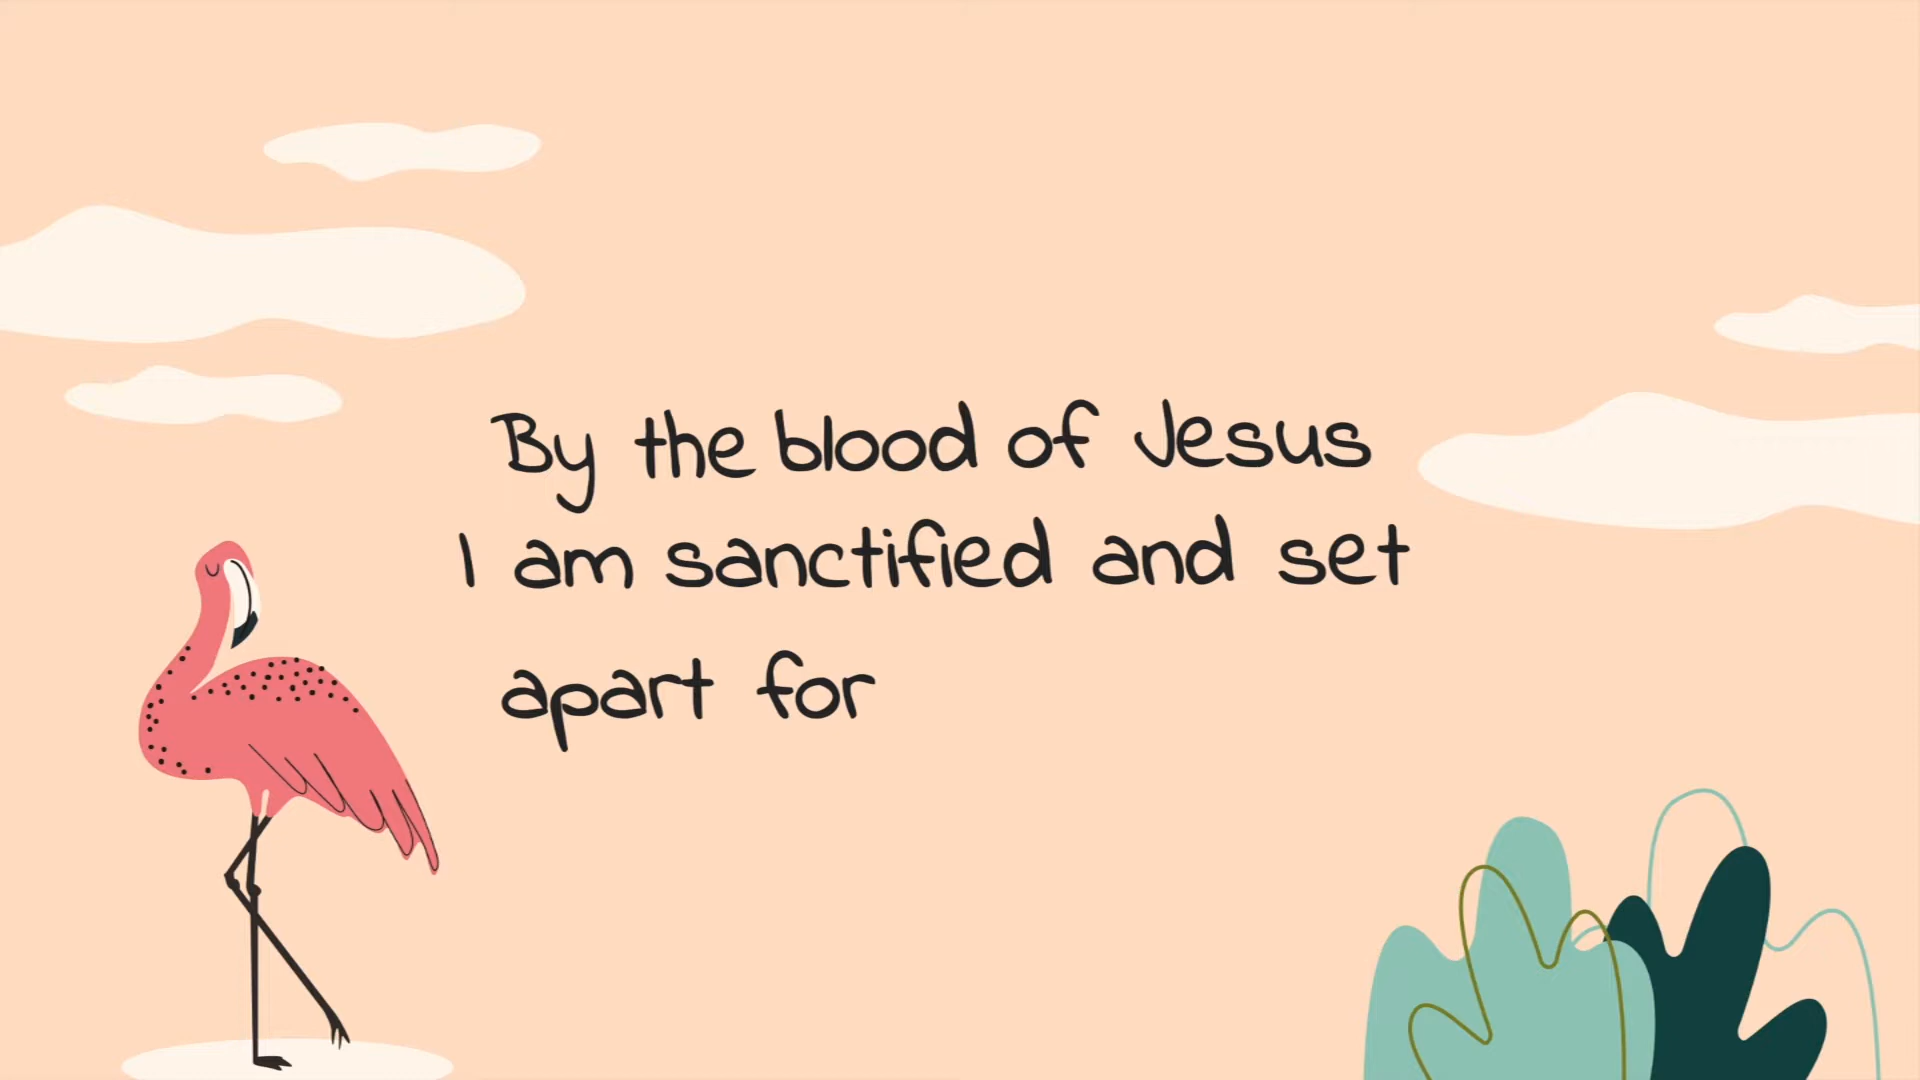 By the blood of Jesus
I am sanctified and set
apart for